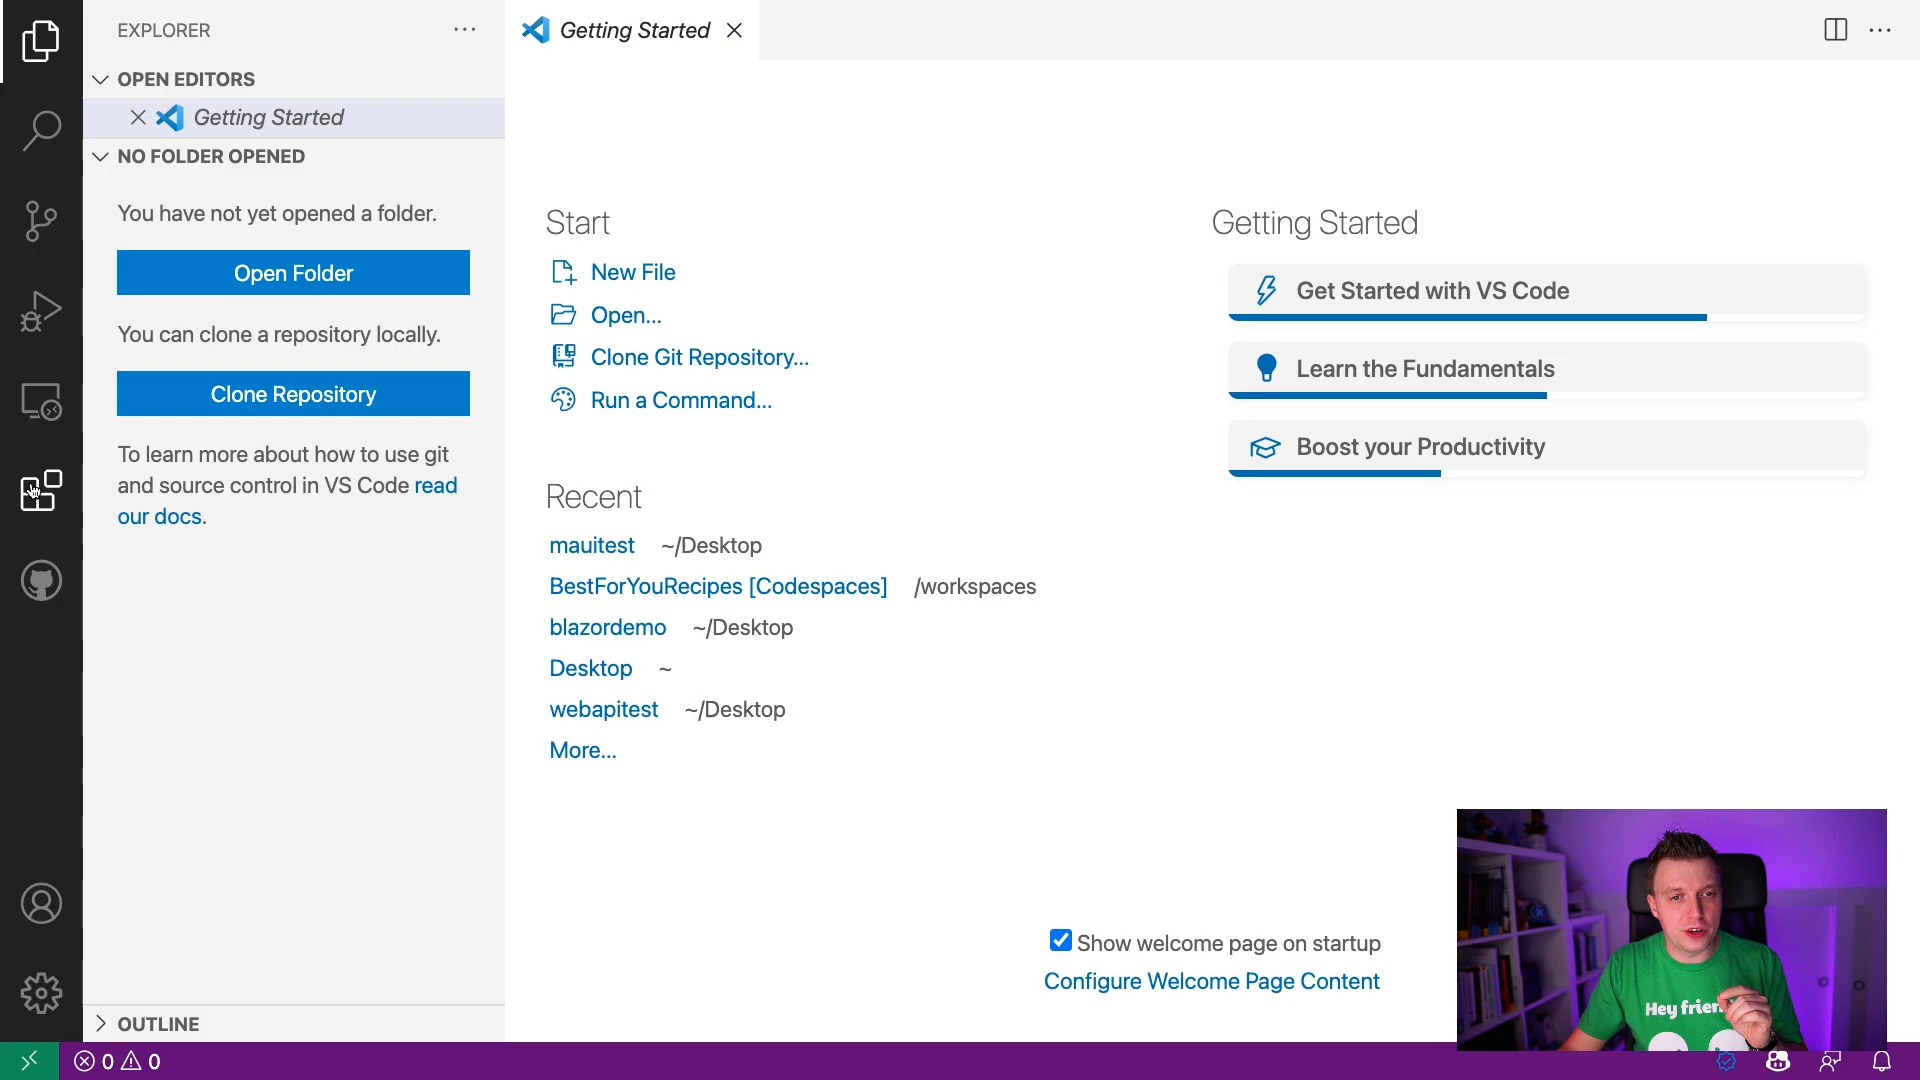 EXPLORER
OPEN EDITORS
Getting Started
NO FOLDER OPENED
You have not yet opened a folder.
Open Folder
You can clone a repository locally.
Clone Repository
To learn more about how to use git
and source control in VS Code read
our docs.
OUTLINE
Getting Started
Start
New File
Open...
Clone Git Repository...
Run a Command...
Recent
mauitest ~/Desktop
BestForYouRecipes [Codespaces] /workspaces
blazordemo ~/Desktop
Desktop ~
webapitest ~/Desktop
More...
Getting Started
Get Started with VS Code
Learn the Fundamentals
Boost your Productivity
Show welcome page on startup
Configure Welcome Page Content
Hey frien
0 0